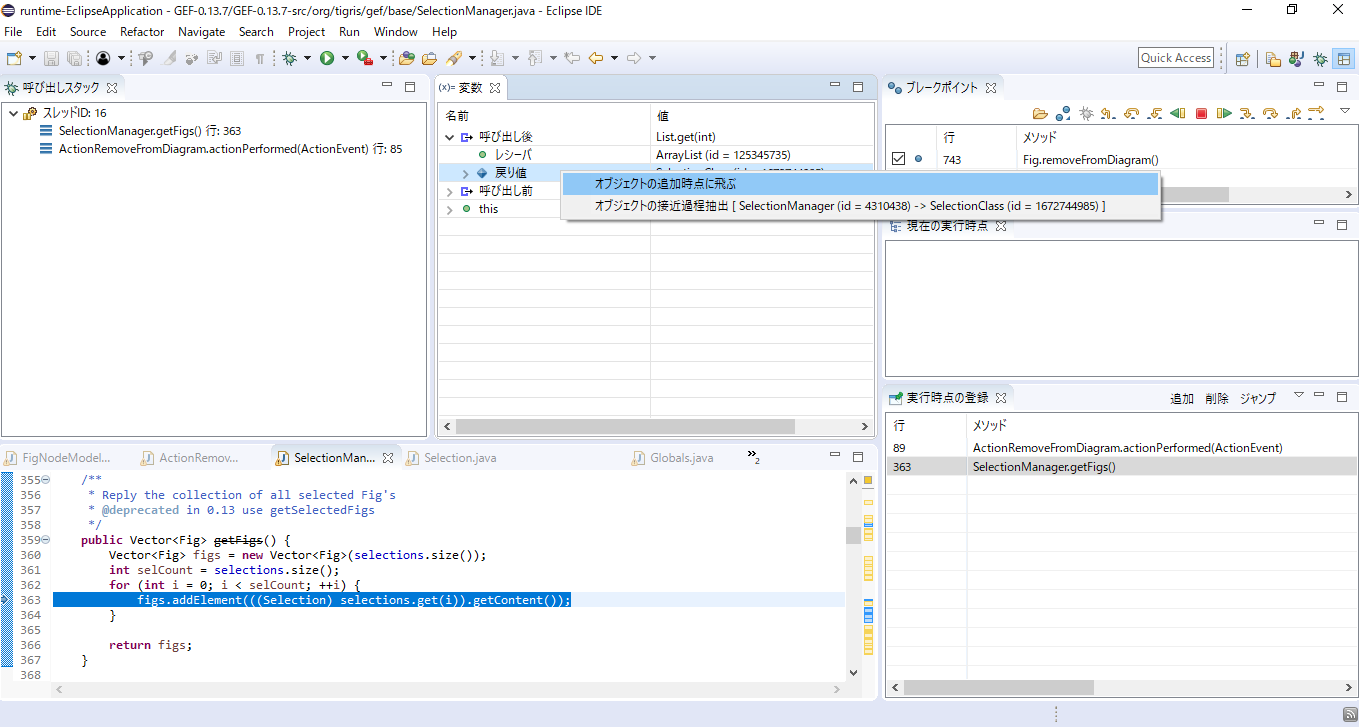 runtime-EclipseApplication - GEF-0.13.7/GEF-0.13.7-src/org/tigris/gef/base/SelectionManager.java - Eclipse IDE
File Edit Source Refactor Navigate Search Project Run Window Help
Quick Access
呼び出しスタック
スレッドID: 16
SelectionManager.getFigs() 行: 363
ActionRemoveFromDiagram.actionPerformed(ActionEvent) 行: 85
(x)= 変数
名前 値
呼び出し後 List.get(int)
レシーバ ArrayList (id = 125345735)
戻り値
呼び出し前
this
オブジェクトの追加時点に飛ぶ
オブジェクトの接近過程抽出 [ SelectionManager (id = 4310438) -> SelectionClass (id = 1672744985) ]
ブレークポイント
行 メソッド
743 Fig.removeFromDiagram()
現在の実行時点
実行時点の登録 追加 削除 ジャンプ
行 メソッド
89 ActionRemoveFromDiagram.actionPerformed(ActionEvent)
363 SelectionManager.getFigs()
FigNodeModel... ActionRemov... SelectionMan... Selection.java Globals.java »2
355 /**
356 * Reply the collection of all selected Fig's
357 * @deprecated in 0.13 use getSelectedFigs
358 */
359 public Vector<Fig> getFigs() {
360 Vector<Fig> figs = new Vector<Fig>(selections.size());
361 int selCount = selections.size();
362 for (int i = 0; i < selCount; ++i) {
363 figs.addElement(((Selection) selections.get(i)).getContent());
364 }
365
366 return figs;
367 }
368